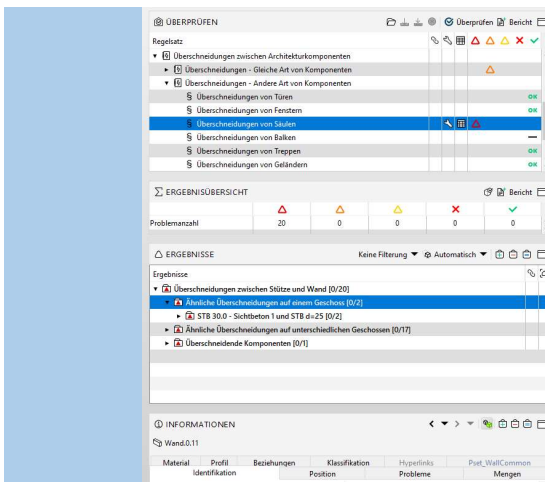 ÜBERPRÜFEN Überprüfen Bericht
Regelsatz
Überschneidungen zwischen Architekturkomponenten
Überschneidungen - Gleiche Art von Komponenten
Überschneidungen - Andere Art von Komponenten
§ Überschneidungen von Türen OK
§ Überschneidungen von Fenstern OK
§ Überschneidungen von Säulen
§ Überschneidungen von Balken
§ Überschneidungen von Treppen OK
§ Überschneidungen von Geländern OK
∑ ERGEBNISÜBERSICHT Bericht
Problemanzahl 20 0 0 0 0
ERGEBNISSE Keine Filterung Automatisch
Ergebnisse
Überschneidungen zwischen Stütze und Wand [0/20]
Ähnliche Überschneidungen auf einem Geschoss [0/2]
STB 30.0 - Sichtbeton 1 und STB d=25 [0/2]
Ähnliche Überschneidungen auf unterschiedlichen Geschossen [0/17]
Überschneidende Komponenten [0/1]
INFORMATIONEN
Wand.0.11
Material Profil Beziehungen Klassifikation Hyperlinks Pset_WallCommon
Identifikation Position Probleme Mengen